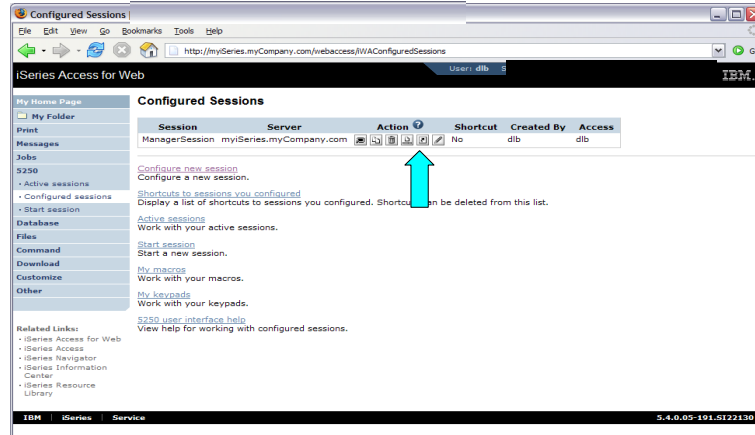 Configured Sessions
File Edit View Go Bookmarks Tools Help
http://myiSeries.myCompany.com/webaccess/iWAConfiguredSessions
G
iSeries Access for Web
User: dlb S
IBM.
My Home Page
My Folder
Print
Messages
Jobs
5250
• Active sessions
• Configured sessions
• Start session
Database
Files
Command
Download
Customize
Other
Related Links:
• iSeries Access for Web
• iSeries Access
• iSeries Navigator
• iSeries Information Center
• iSeries Resource Library
Configured Sessions
Session Server Action ? Shortcut Created By Access
ManagerSession myiSeries.myCompany.com No dlb dlb
Configure new session
Configure a new session.
Shortcuts to sessions you configured
Display a list of shortcuts to sessions you configured. Shortcu an be deleted from this list.
Active sessions
Work with your active sessions.
Start session
Start a new session.
My macros
Work with your macros.
My keypads
Work with your keypads.
5250 user interface help
View help for working with configured sessions.
IBM | iSeries | Service
5.4.0.05-191.SI22130